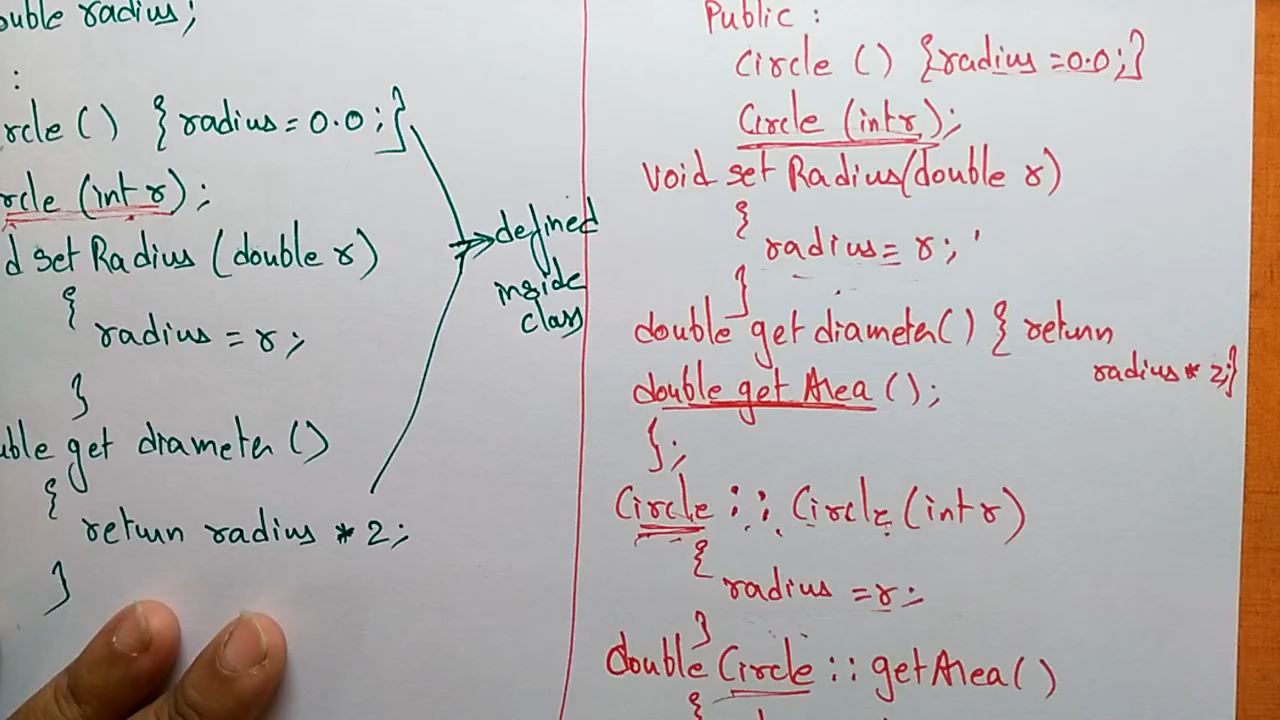 ouble radius;
:
rcle () { radius = 0.0 ; }
rcle (int r);
d set Radius (double r)
{
radius = r;
}
uble get diameter ()
{
return radius * 2;
}
defined
inside
class
Public :
Circle () {radius = 0.0;}
Circle (int r);
Void set Radius(double r)
{
radius = r;
}
double get diameter() { return
radius * 2;}
double get Area ();
};
Circle :: Circle (int r)
{
radius = r;
}
double Circle :: getArea()
{